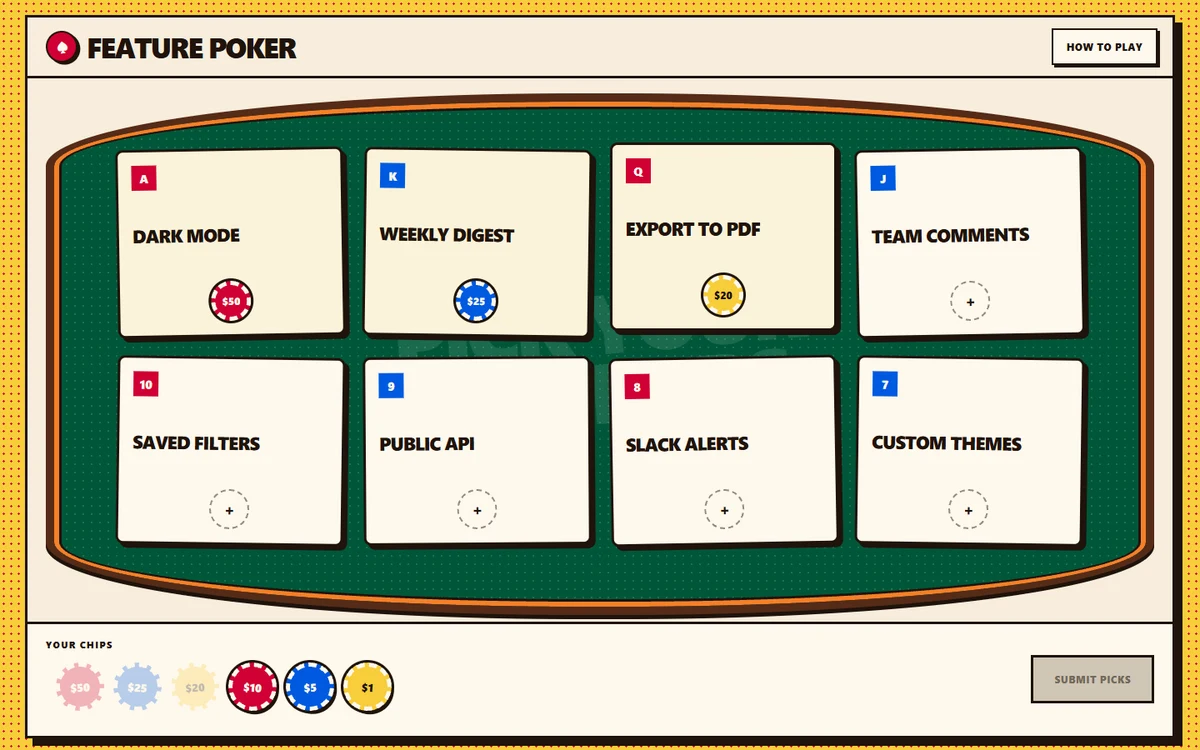 FEATURE POKER
HOW TO PLAY
A
DARK MODE
$50
K
WEEKLY DIGEST
$25
Q
EXPORT TO PDF
$20
J
TEAM COMMENTS
+
10
SAVED FILTERS
+
9
PUBLIC API
+
8
SLACK ALERTS
+
7
CUSTOM THEMES
+
YOUR CHIPS
$50 $25 $20 $10 $5 $1
SUBMIT PICKS